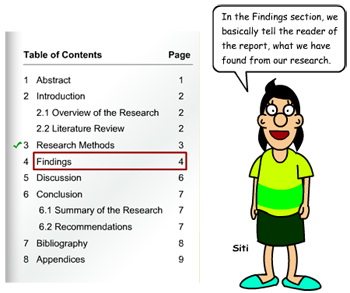 Table of Contents Page
1 Abstract 1
2 Introduction 2
2.1 Overview of the Research 2
2.2 Literature Review 2
3 Research Methods 3
4 Findings 4
5 Discussion 6
6 Conclusion 7
6.1 Summary of the Research 7
6.2 Recommendations 7
7 Bibliography 8
8 Appendices 9
In the Findings section, we
basically tell the reader of
the report, what we have
found from our research.
Siti